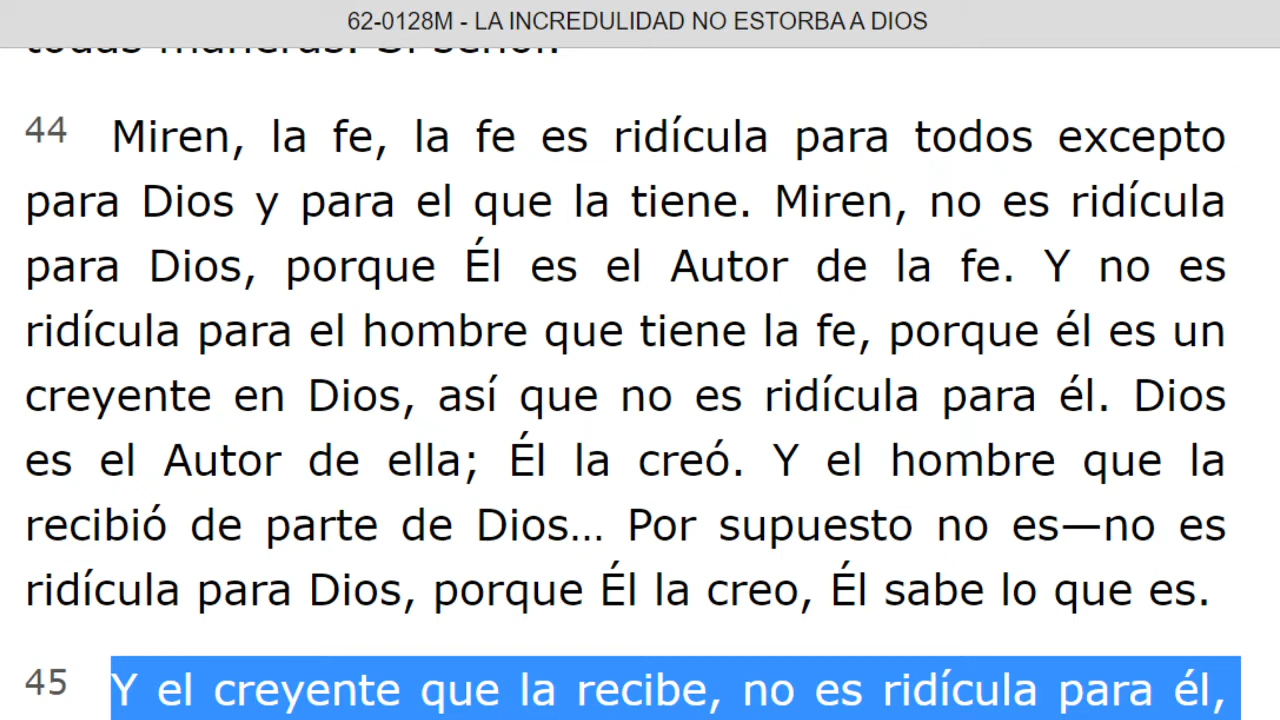 62-0128M - LA INCREDULIDAD NO ESTORBA A DIOS
todas maneras. Sí señor.
44 Miren, la fe, la fe es ridícula para todos excepto
para Dios y para el que la tiene. Miren, no es ridícula
para Dios, porque Él es el Autor de la fe. Y no es
ridícula para el hombre que tiene la fe, porque él es un
creyente en Dios, así que no es ridícula para él. Dios
es el Autor de ella; Él la creó. Y el hombre que la
recibió de parte de Dios... Por supuesto no es—no es
ridícula para Dios, porque Él la creo, Él sabe lo que es.
45 Y el creyente que la recibe, no es ridícula para él,